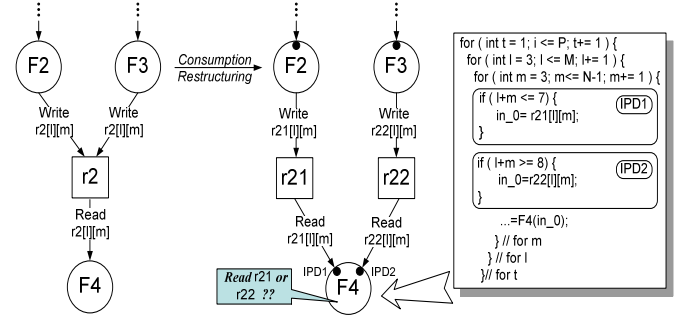 F2
F3
Write
r2[l][m]
Write
r2[l][m]
r2
Read
r2[l][m]
F4
Consumption
Restructuring
F2
F3
Write
r21[l][m]
Write
r22[l][m]
r21
r22
Read
r21[l][m]
Read
r22[l][m]
IPD1
IPD2
F4
Read r21 or
r22 ??
for ( int t = 1; i <= P; t+= 1 ) {
for ( int l = 3; l <= M; l+= 1 ) {
for ( int m = 3; m<= N-1; m+= 1 ) {
if ( l+m <= 7) {
IPD1
in_0= r21[l][m];
}
if ( l+m >= 8) {
IPD2
in_0=r22[l][m];
}
...=F4(in_0);
} // for m
} // for l
}// for t